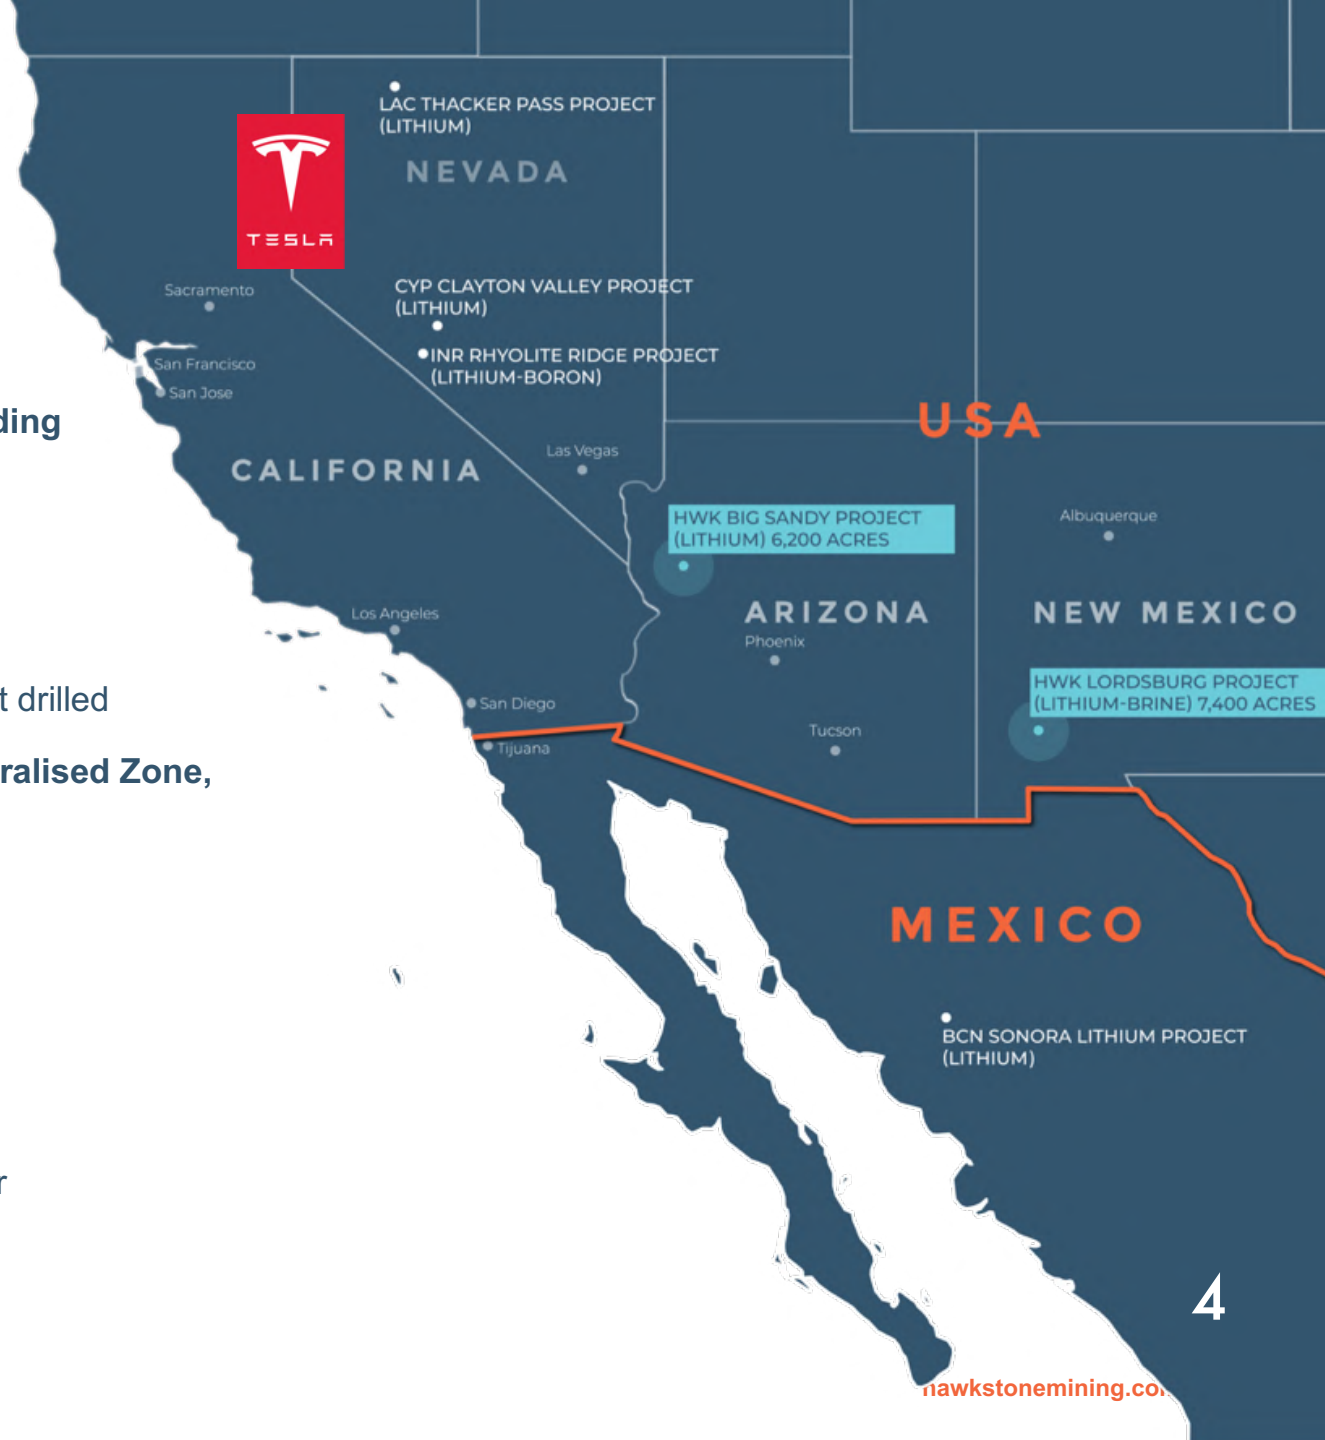 LAC THACKER PASS PROJECT
(LITHIUM)
NEVADA
TESLA
CYP CLAYTON VALLEY PROJECT
(LITHIUM)
Sacramento
INR RHYOLITE RIDGE PROJECT
(LITHIUM-BORON)
San Francisco
San Jose
ding
USA
CALIFORNIA
Las Vegas
HWK BIG SANDY PROJECT
(LITHIUM) 6,200 ACRES
Albuquerque
Los Angeles
ARIZONA
NEW MEXICO
Phoenix
HWK LORDSBURG PROJECT
(LITHIUM-BRINE) 7,400 ACRES
t drilled
San Diego
Tucson
Tijuana
ralised Zone,
MEXICO
BCN SONORA LITHIUM PROJECT
(LITHIUM)
r
4
hawkstonemining.co